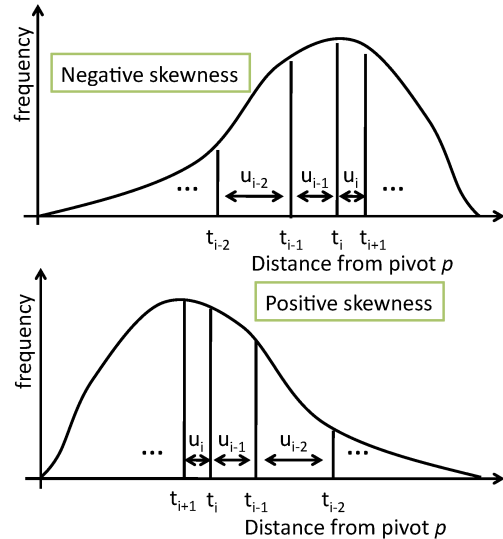 frequency
Negative skewness
... u_{i-2} u_{i-1} u_i ...
t_{i-2} t_{i-1} t_i t_{i+1}
Distance from pivot p
frequency
Positive skewness
... u_i u_{i-1} u_{i-2} ...
t_{i+1} t_i t_{i-1} t_{i-2}
Distance from pivot p